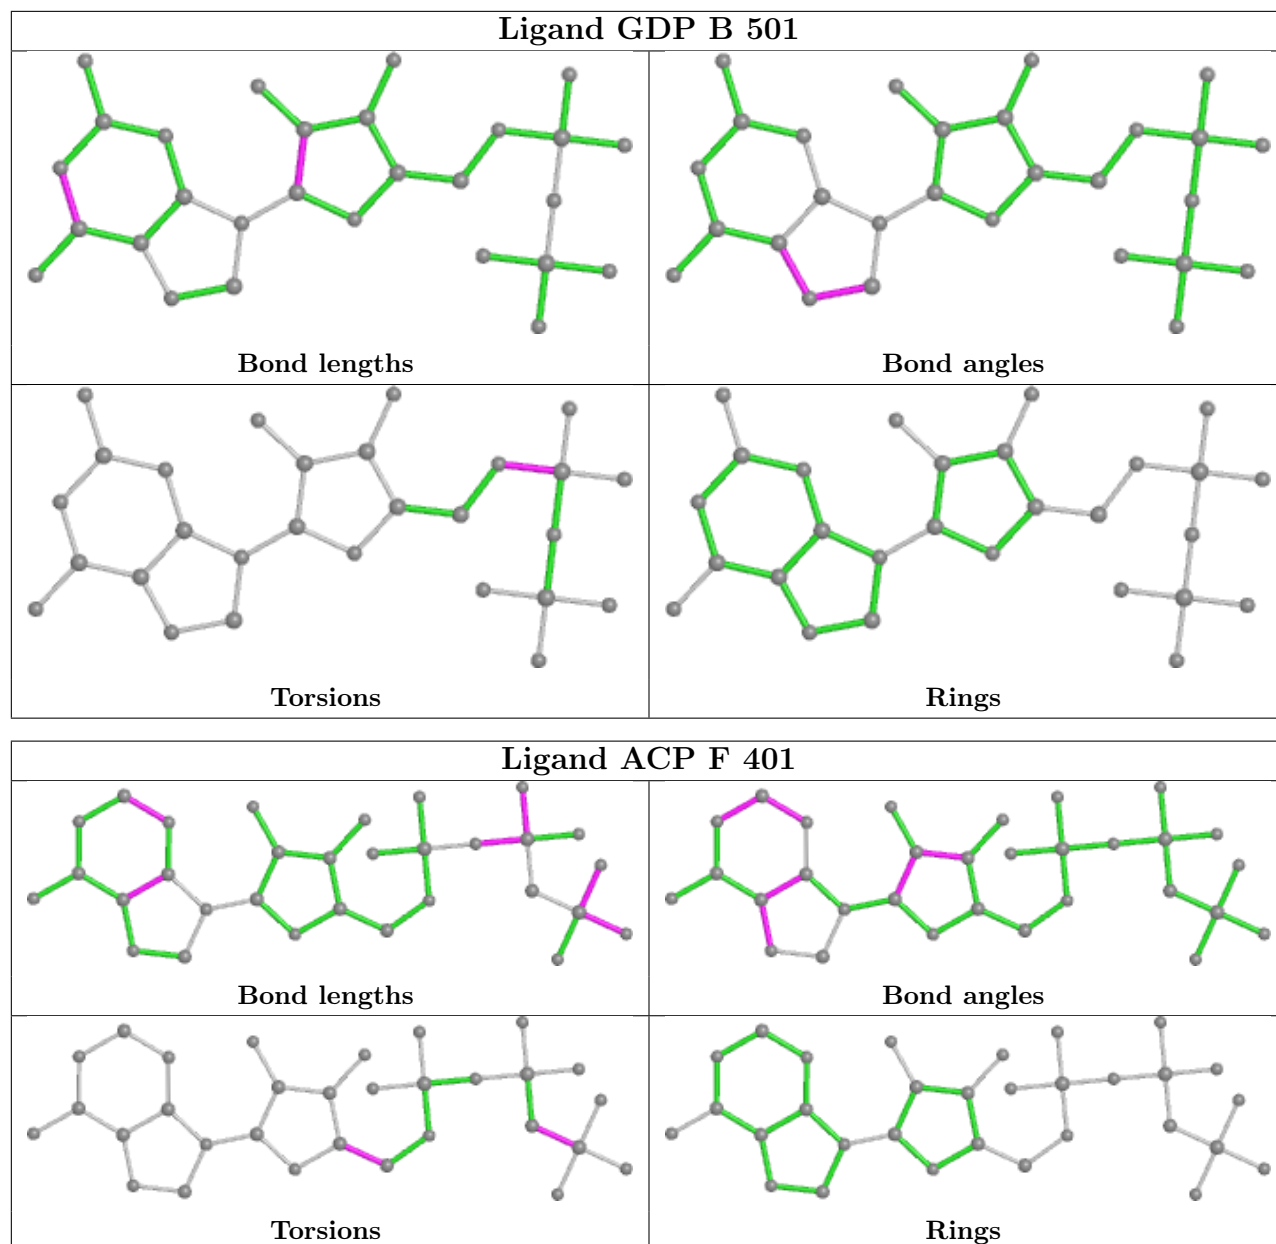 Ligand GDP B 501
Bond lengths
Bond angles
Torsions
Rings
Ligand ACP F 401
Bond lengths
Bond angles
Torsions
Rings